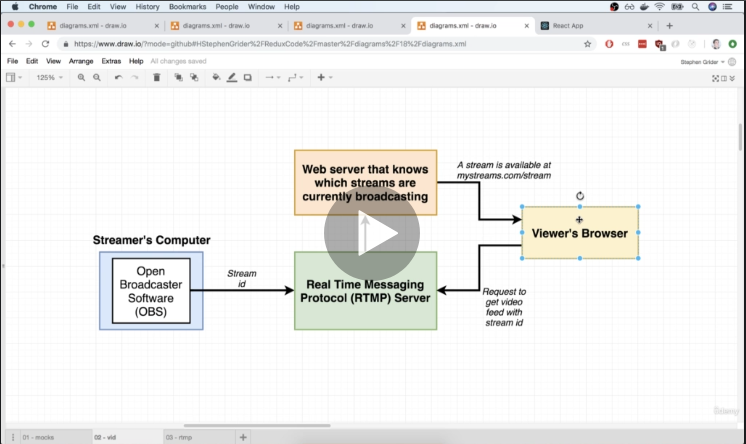 Chrome File Edit View History Bookmarks People Window Help
diagrams.xml - draw.io
diagrams.xml - draw.io
diagrams.xml - draw.io
diagrams.xml - draw.io
React App
https://www.draw.io/?mode=github#HStephenGrider%2FReduxCode%2Fmaster%2Fdiagrams%2F18%2Fdiagrams.xml
File Edit View Arrange Extras Help All changes saved
Stephen Grider
125%
Web server that knows
which streams are
currently broadcasting
A stream is available at
mystreams.com/stream
Viewer's Browser
Streamer's Computer
Open
Broadcaster
Software
(OBS)
Stream
id
Real Time Messaging
Protocol (RTMP) Server
Request to
get video
feed with
stream id
Udemy
01 - mocks
02 - vid
03 - rtmp